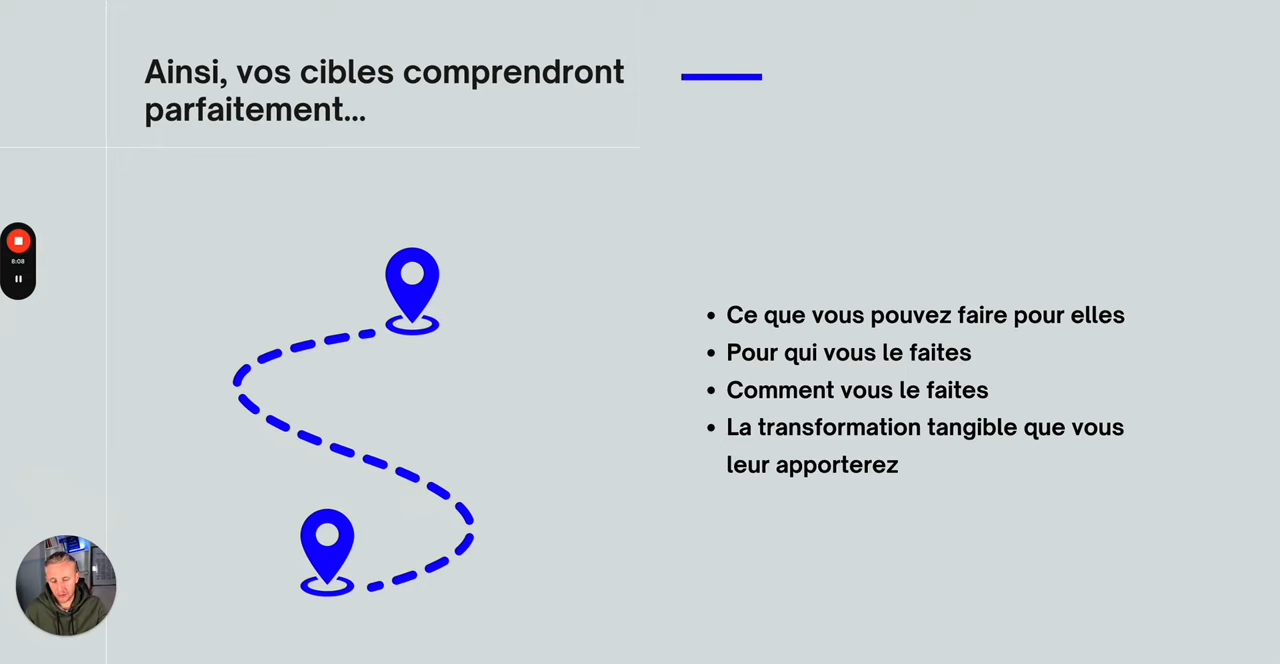 Ainsi, vos cibles comprendront
parfaitement...
8:08
• Ce que vous pouvez faire pour elles
• Pour qui vous le faites
• Comment vous le faites
• La transformation tangible que vous
leur apporterez